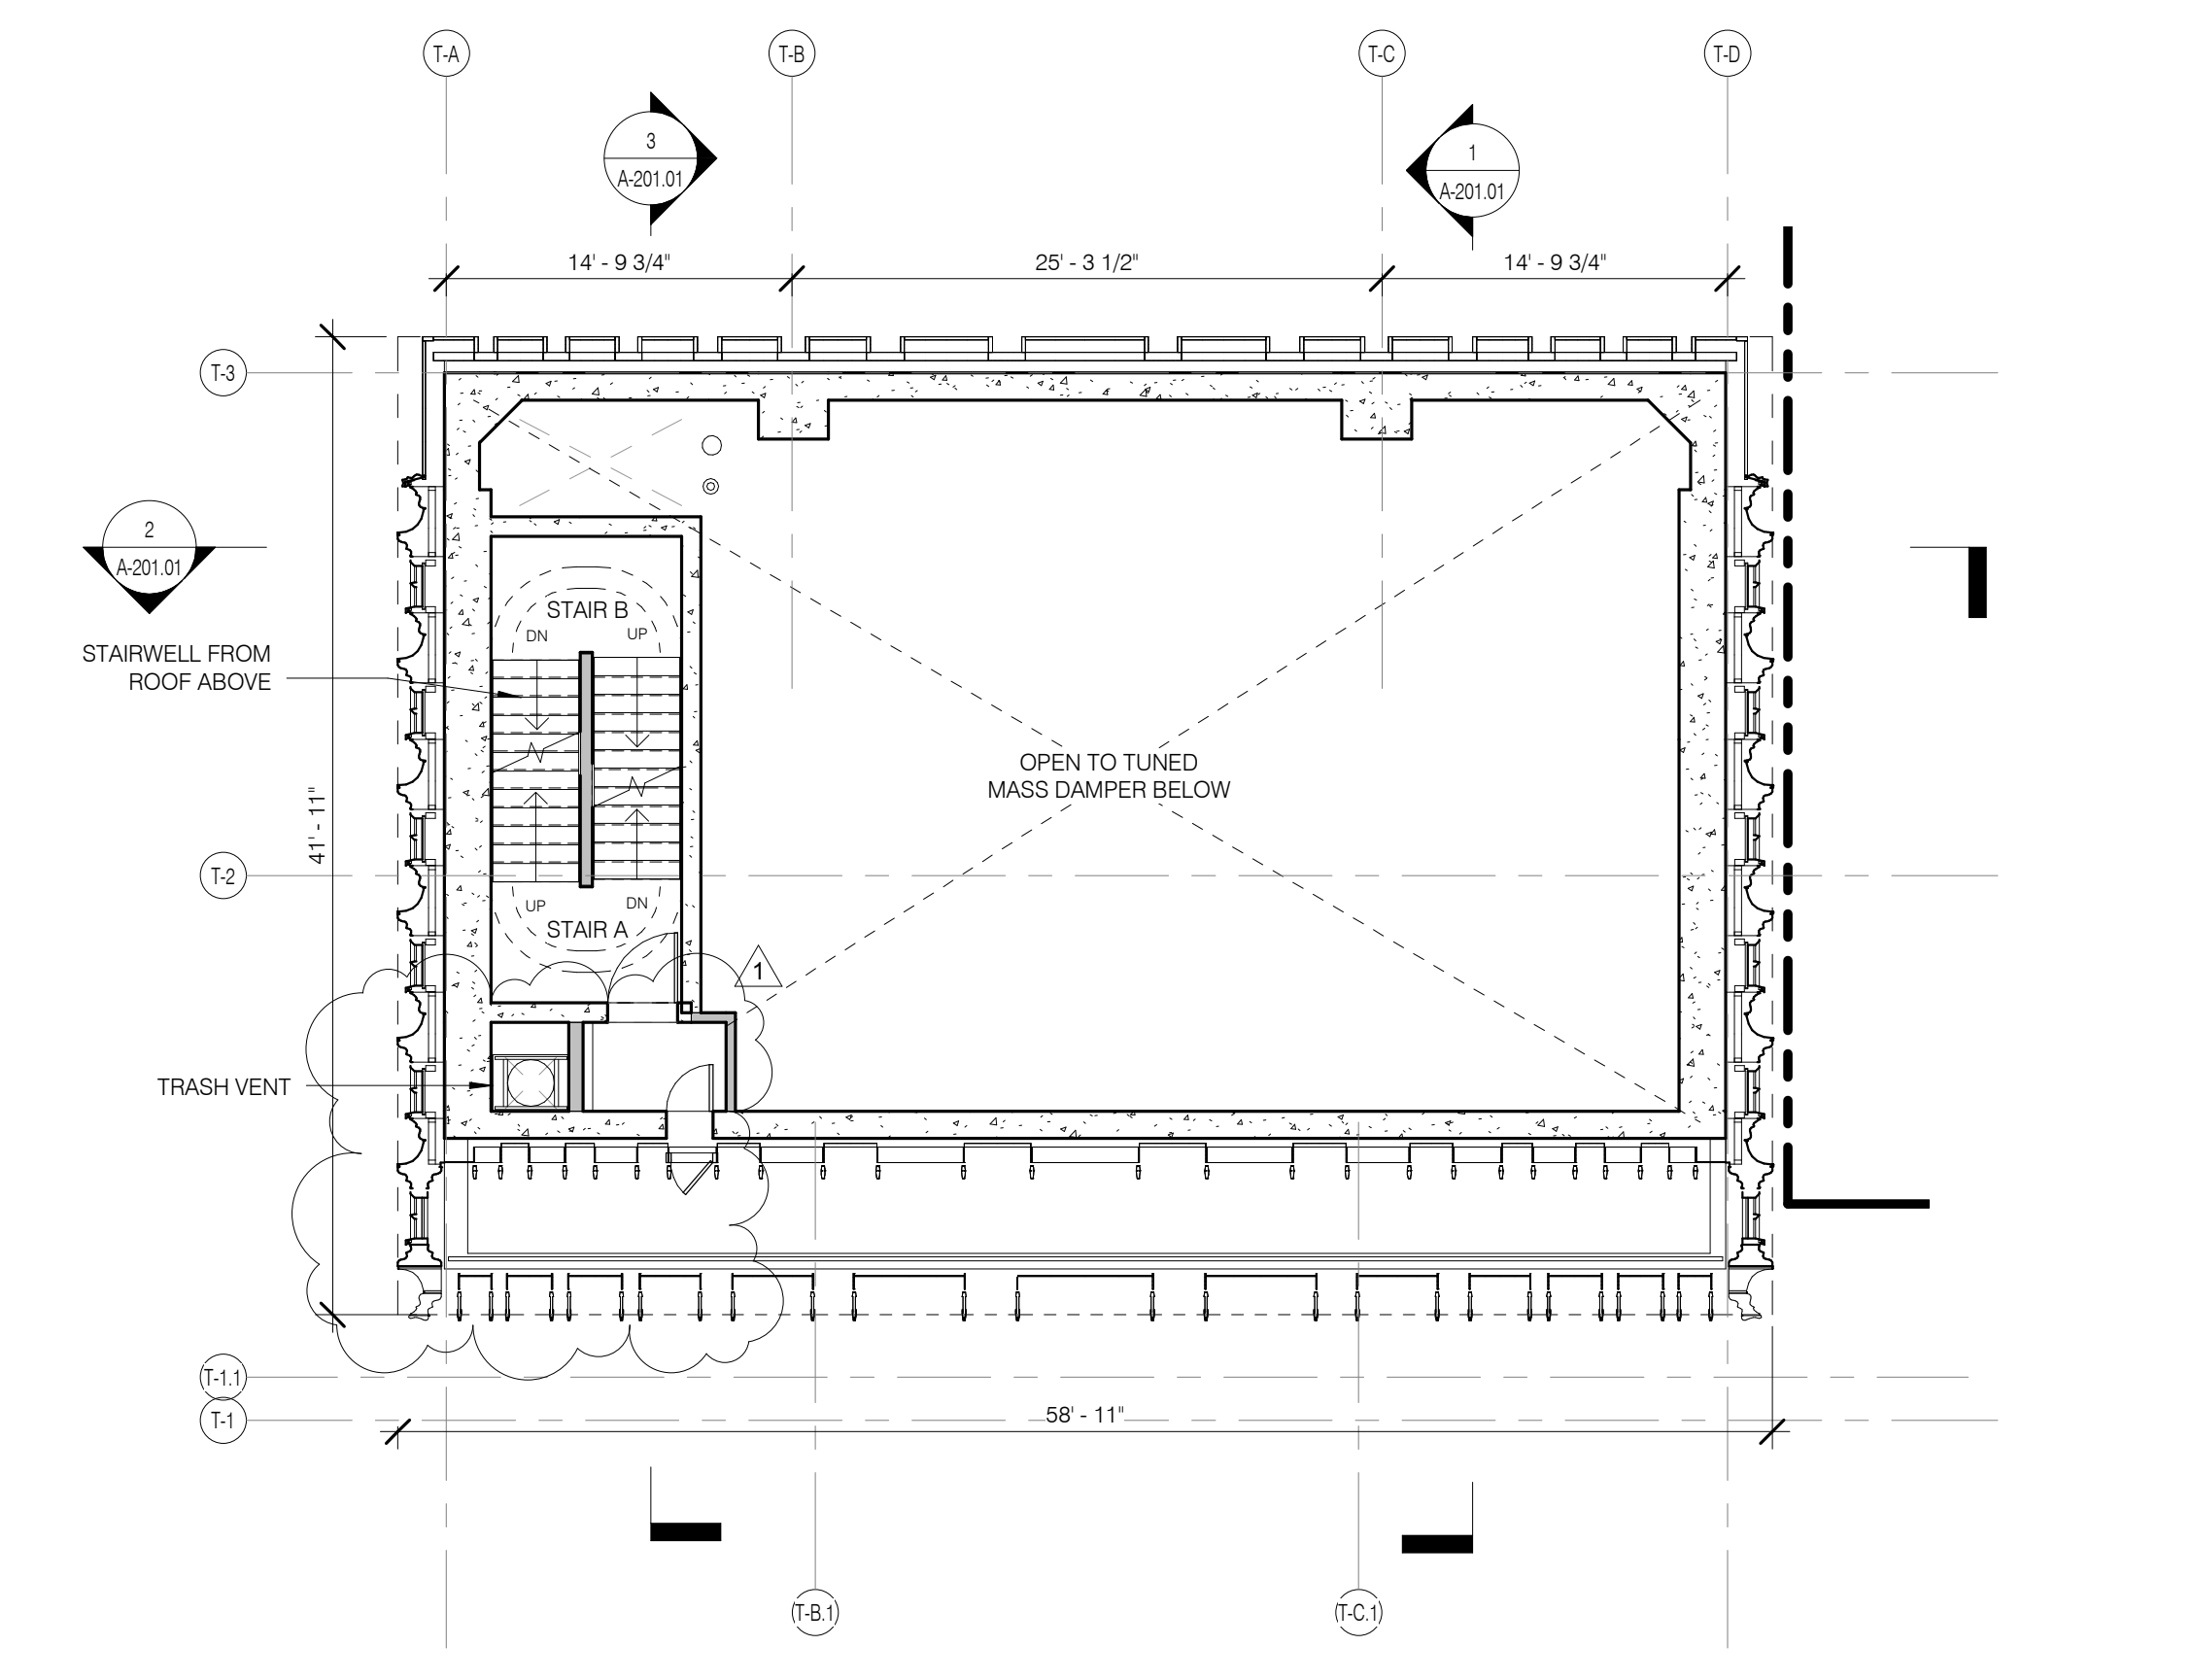 T-A
T-B
T-C
T-D
3
A-201.01
1
A-201.01
14' - 9 3/4"
25' - 3 1/2"
14' - 9 3/4"
T-3
2
A-201.01
STAIR B
DN
UP
STAIRWELL FROM
ROOF ABOVE
OPEN TO TUNED
MASS DAMPER BELOW
41' - 11"
T-2
UP
DN
STAIR A
1
TRASH VENT
T-1.1
T-1
58' - 11"
T-B.1
T-C.1